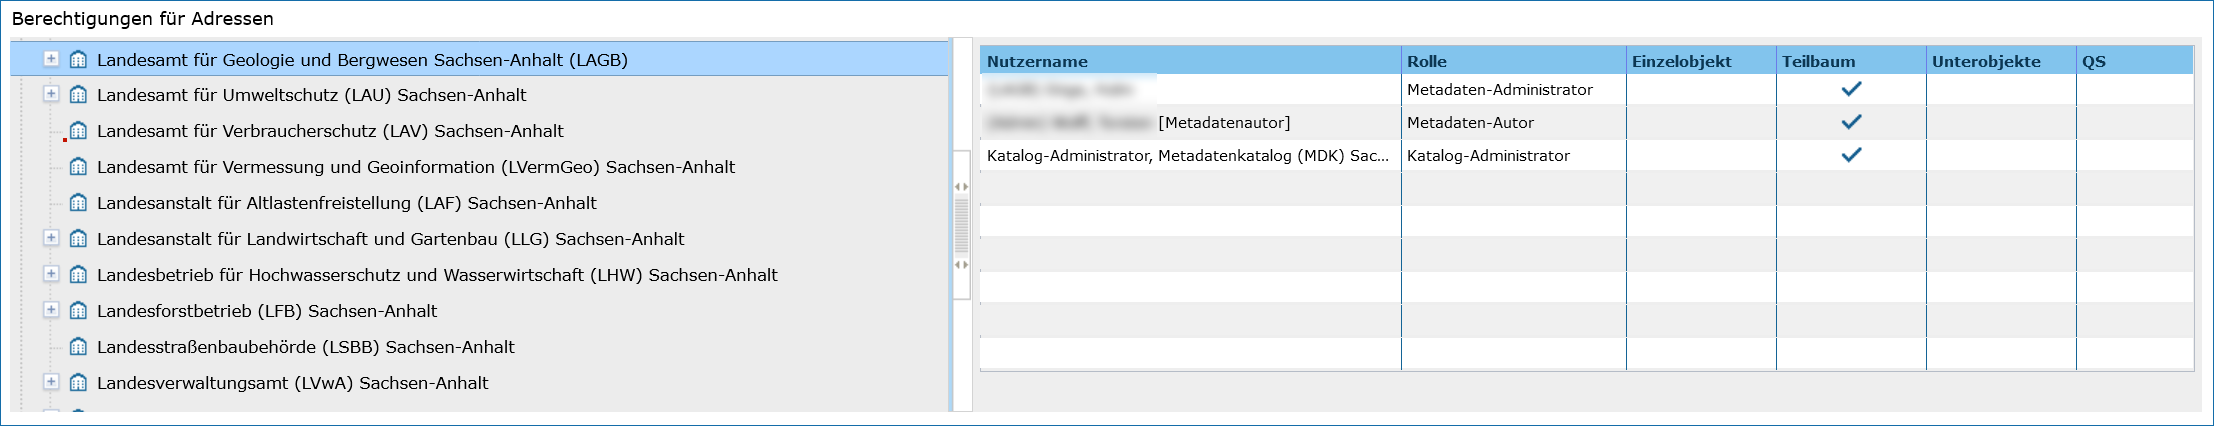 Berechtigungen für Adressen
Landesamt für Geologie und Bergwesen Sachsen-Anhalt (LAGB)
Landesamt für Umweltschutz (LAU) Sachsen-Anhalt
Landesamt für Verbraucherschutz (LAV) Sachsen-Anhalt
Landesamt für Vermessung und Geoinformation (LVermGeo) Sachsen-Anhalt
Landesanstalt für Altlastenfreistellung (LAF) Sachsen-Anhalt
Landesanstalt für Landwirtschaft und Gartenbau (LLG) Sachsen-Anhalt
Landesbetrieb für Hochwasserschutz und Wasserwirtschaft (LHW) Sachsen-Anhalt
Landesforstbetrieb (LFB) Sachsen-Anhalt
Landesstraßenbaubehörde (LSBB) Sachsen-Anhalt
Landesverwaltungsamt (LVwA) Sachsen-Anhalt
Nutzername Rolle Einzelobjekt Teilbaum Unterobjekte QS
Metadaten-Administrator
[Metadatenautor] Metadaten-Autor
Katalog-Administrator, Metadatenkatalog (MDK) Sac... Katalog-Administrator